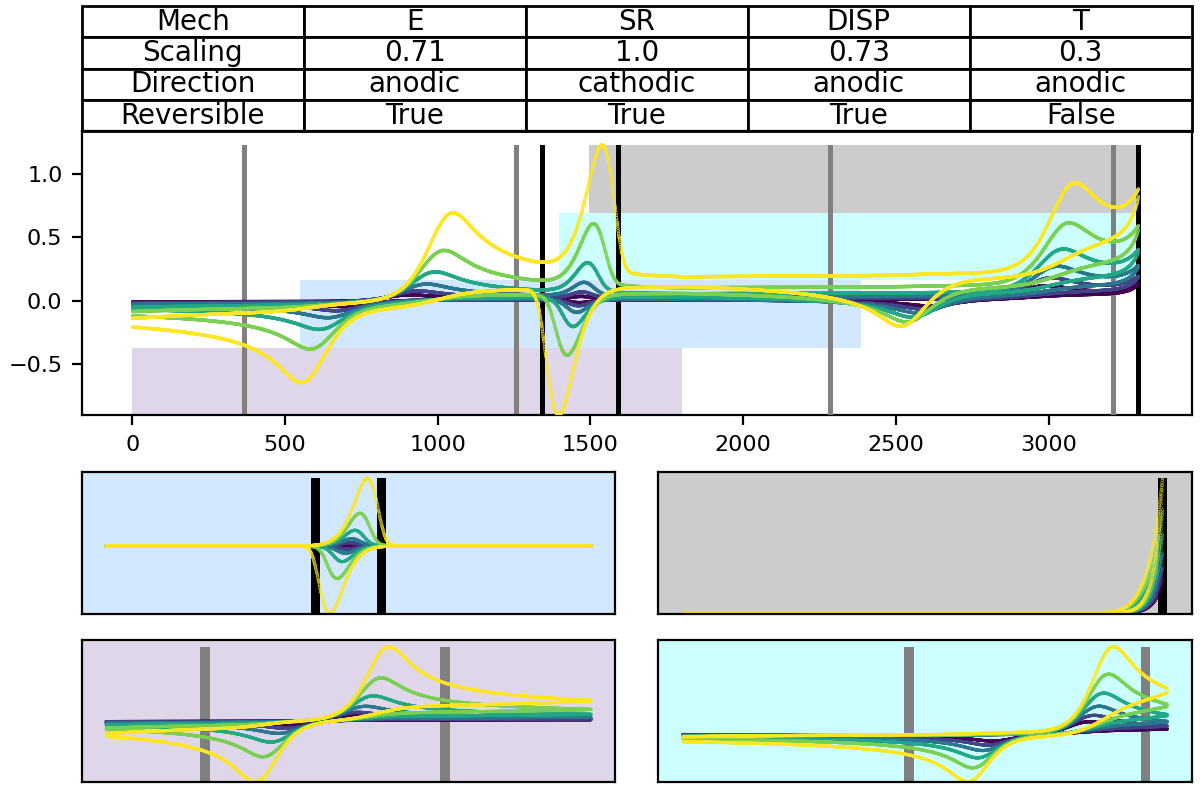 Mech E SR DISP T
Scaling 0.71 1.0 0.73 0.3
Direction anodic cathodic anodic anodic
Reversible True True True False
1.0
0.5
0.0
−0.5
0 500 1000 1500 2000 2500 3000